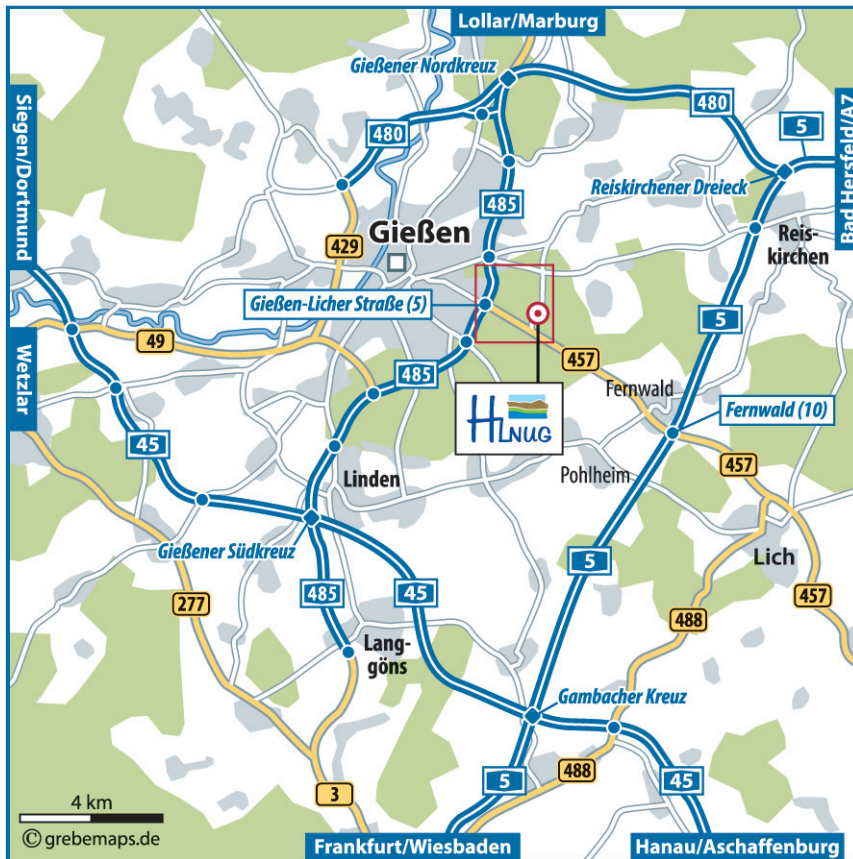 Lollar/Marburg
Gießener Nordkreuz
480
480
5
Siegen/Dortmund
Bad Hersfeld/AZ
Reiskirchener Dreieck
485
429
Gießen
Reis-
kirchen
Gießen-Licher Straße (5)
5
49
Wetzlar
485
457
HLNUG
Fernwald
Fernwald (10)
45
Linden
Pohlheim
457
Gießener Südkreuz
5
Lich
277
485
45
457
488
Lang-
göns
Gambacher Kreuz
5
488
45
3
4 km
© grebemaps.de
Frankfurt/Wiesbaden
Hanau/Aschaffenburg